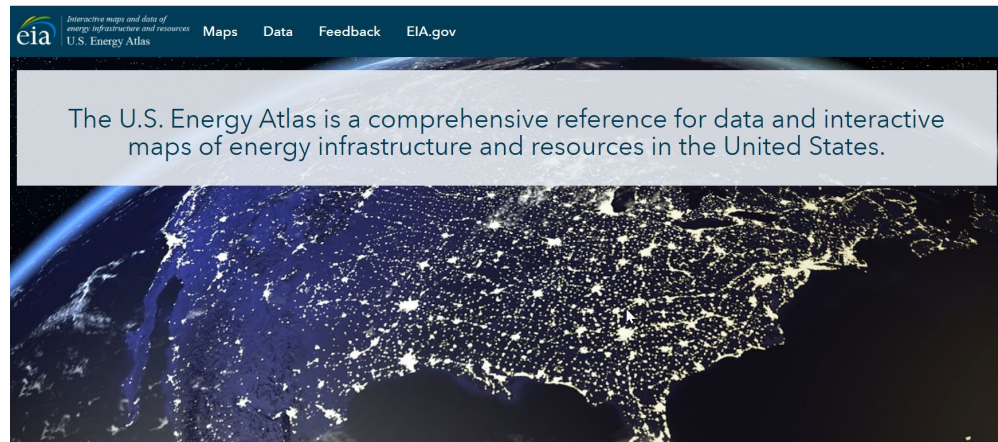 eia
Interactive maps and data of
energy infrastructure and resources
U.S. Energy Atlas
Maps Data Feedback EIA.gov
The U.S. Energy Atlas is a comprehensive reference for data and interactive
maps of energy infrastructure and resources in the United States.